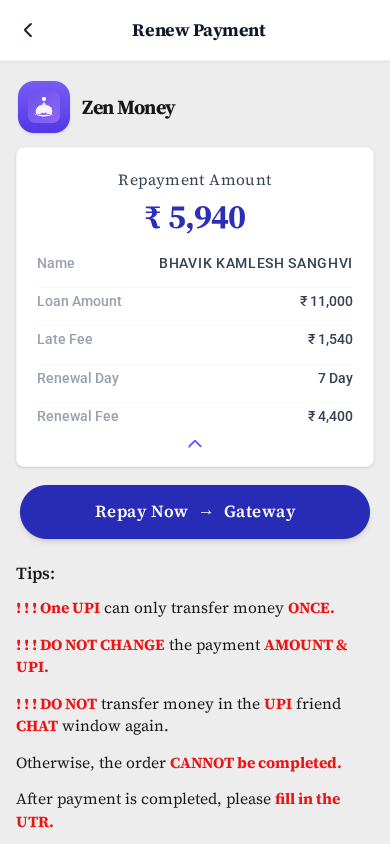 Renew Payment
Zen Money
Repayment Amount
₹ 5,940
Name BHAVIK KAMLESH SANGHVI
Loan Amount ₹ 11,000
Late Fee ₹ 1,540
Renewal Day 7 Day
Renewal Fee ₹ 4,400
Repay Now → Gateway
Tips:
!!!One UPI can only transfer money ONCE.
!!!DO NOT CHANGE the payment AMOUNT &
UPI.
!!!DO NOT transfer money in the UPI friend
CHAT window again.
Otherwise, the order CANNOT be completed.
After payment is completed, please fill in the
UTR.